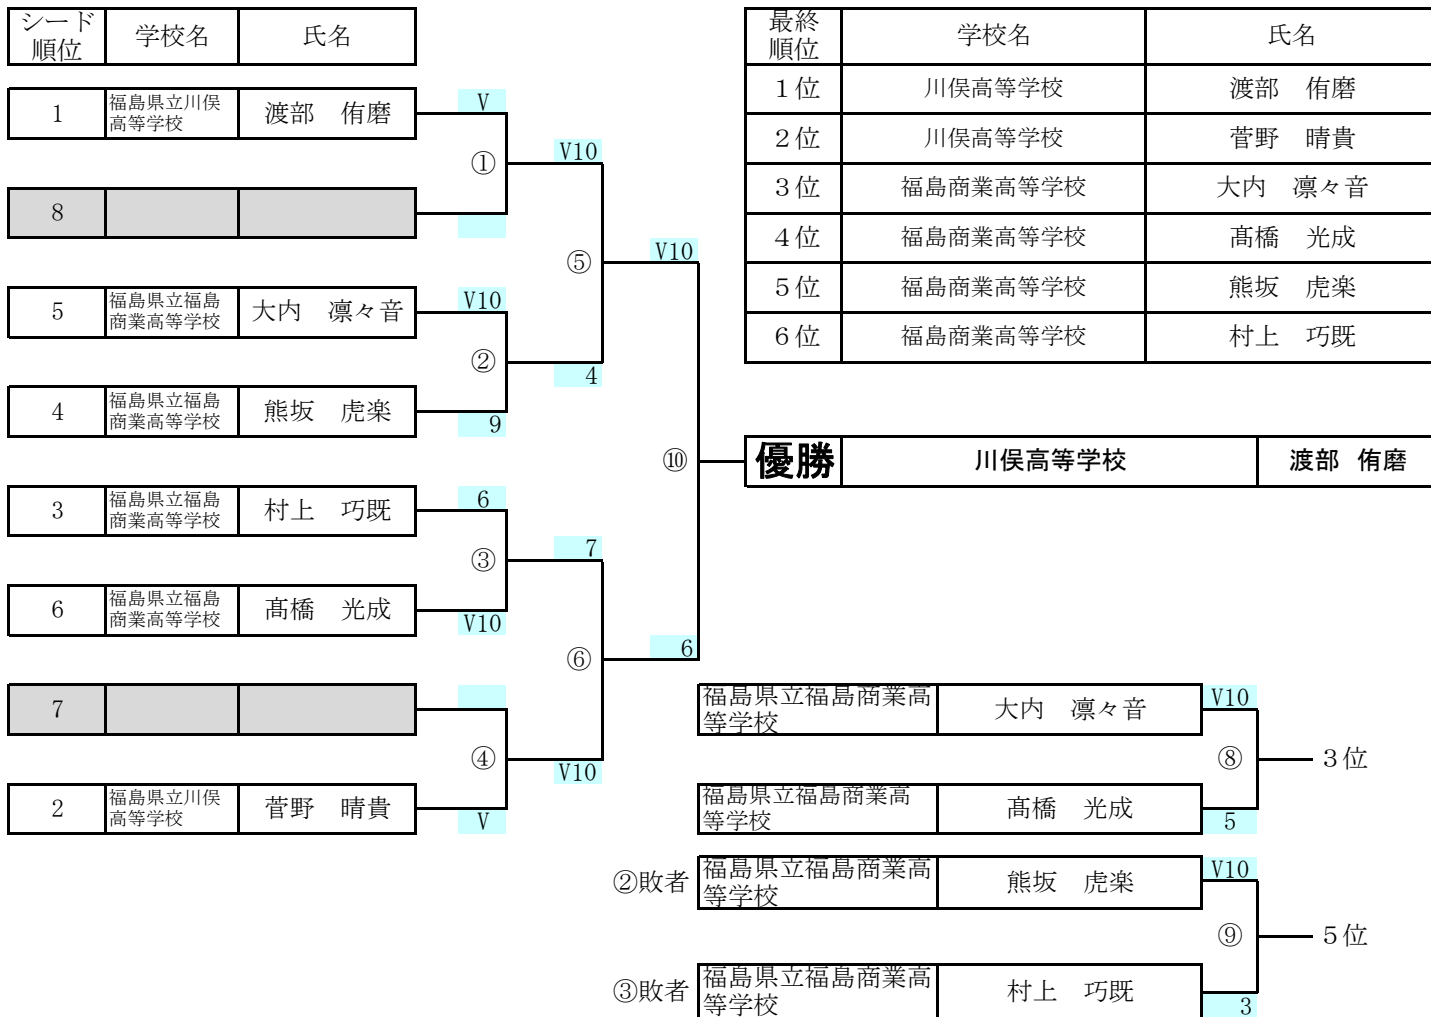 シード
順位
学校名
氏名
1
福島県立川俣
高等学校
渡部　侑磨
V
①
V10
8
⑤
V10
5
福島県立福島
商業高等学校
大内　凛々音
V10
②
4
4
福島県立福島
商業高等学校
熊坂　虎楽
9
⑩
3
福島県立福島
商業高等学校
村上　巧既
6
③
7
6
福島県立福島
商業高等学校
髙橋　光成
V10
⑥
6
7
④
V10
2
福島県立川俣
高等学校
菅野　晴貴
V
最終
順位
学校名
氏名
１位
川俣高等学校
渡部　侑磨
２位
川俣高等学校
菅野　晴貴
３位
福島商業高等学校
大内　凛々音
４位
福島商業高等学校
髙橋　光成
５位
福島商業高等学校
熊坂　虎楽
６位
福島商業高等学校
村上　巧既
優勝
川俣高等学校
渡部　侑磨
福島県立福島商業高
等学校
大内　凛々音
V10
⑧
３位
福島県立福島商業高
等学校
髙橋　光成
5
②敗者
福島県立福島商業高
等学校
熊坂　虎楽
V10
⑨
５位
③敗者
福島県立福島商業高
等学校
村上　巧既
3